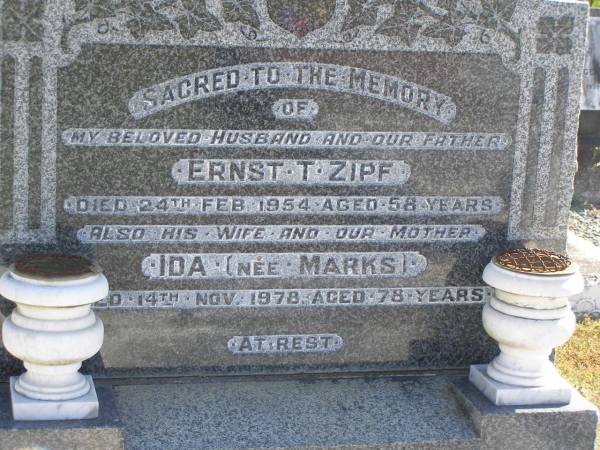 SACRED TO THE MEMORY
OF
MY BELOVED HUSBAND AND OUR FATHER
ERNST·T·ZIPF
DIED 24TH FEB. 1954 AGED 58 YEARS
ALSO HIS WIFE AND OUR MOTHER
IDA (NÉE MARKS)
14TH NOV. 1978 AGED 78 YEARS
AT REST